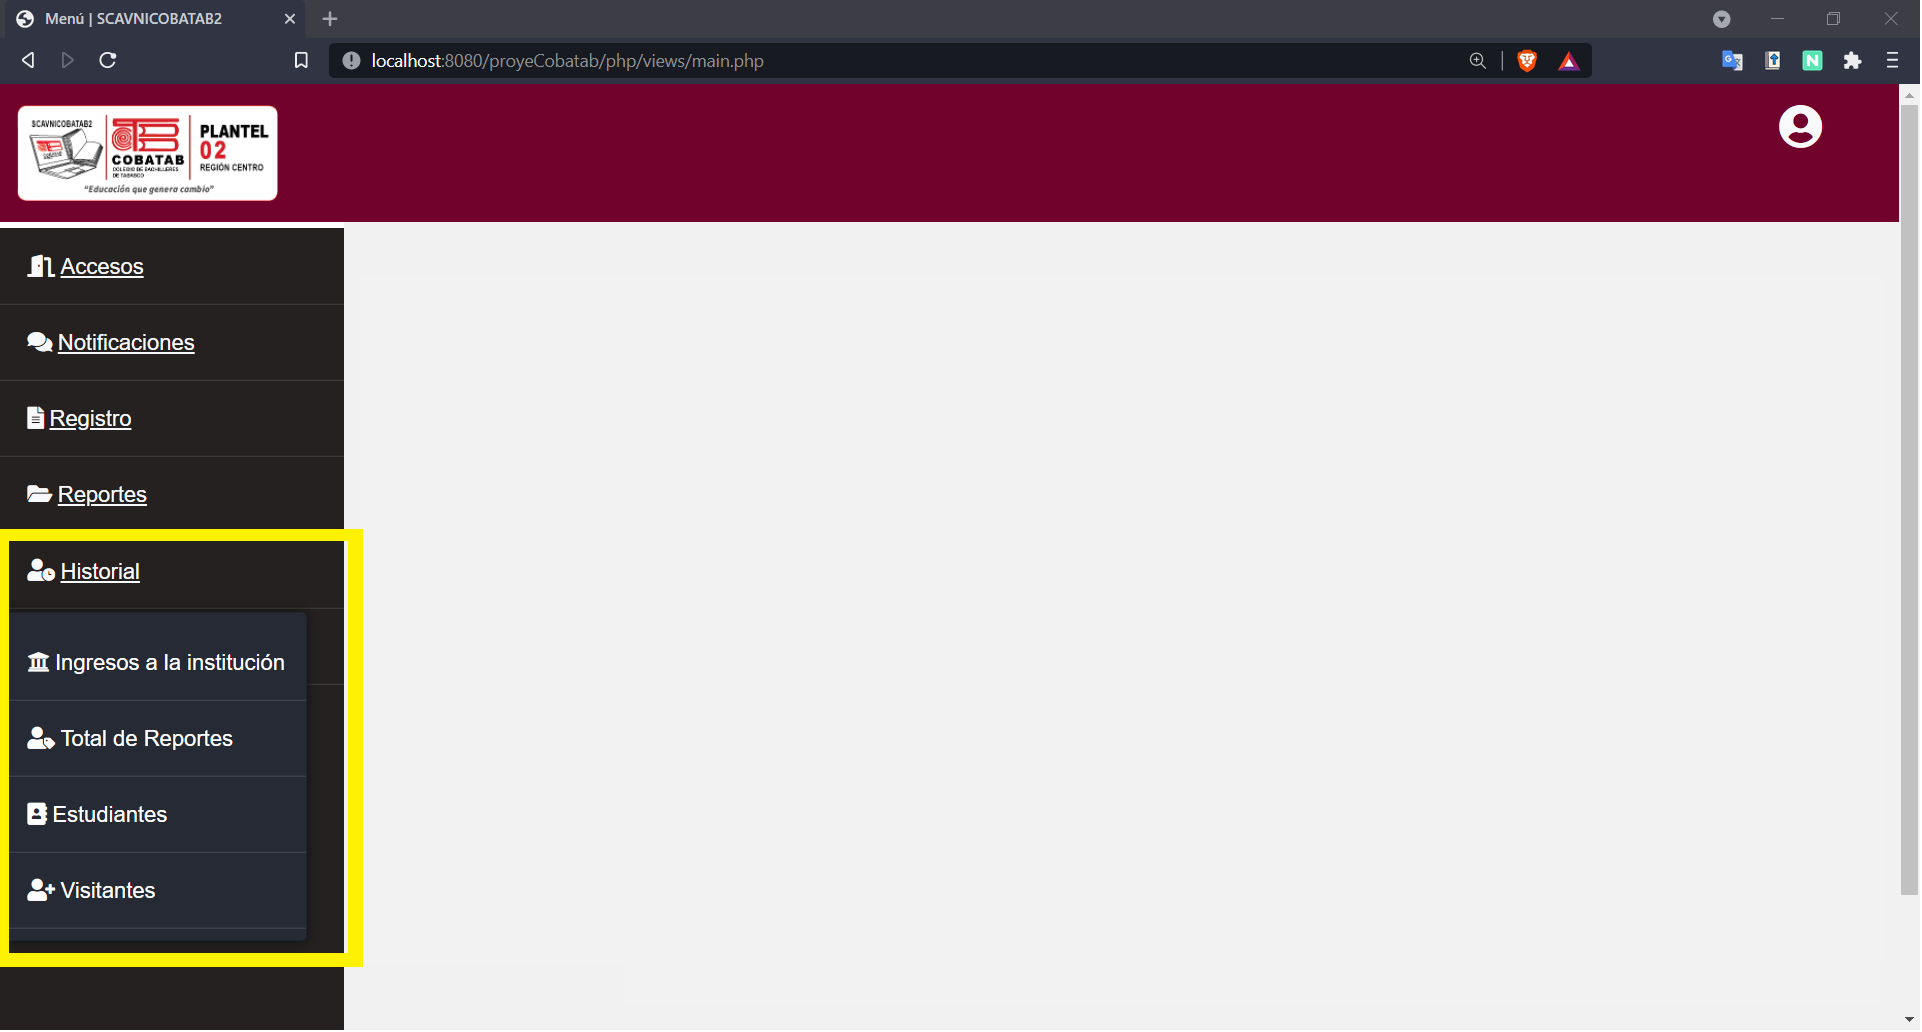 Menú | SCAVNICOBATAB2
localhost:8080/proyeCobatab/php/views/main.php
SCAVNICOBATAB2
COBATAB
COLEGIO DE BACHILLERES
DE TABASCO
PLANTEL
02
REGIÓN CENTRO
"Educación que genera cambio"
Accesos
Notificaciones
Registro
Reportes
Historial
Ingresos a la institución
Total de Reportes
Estudiantes
Visitantes